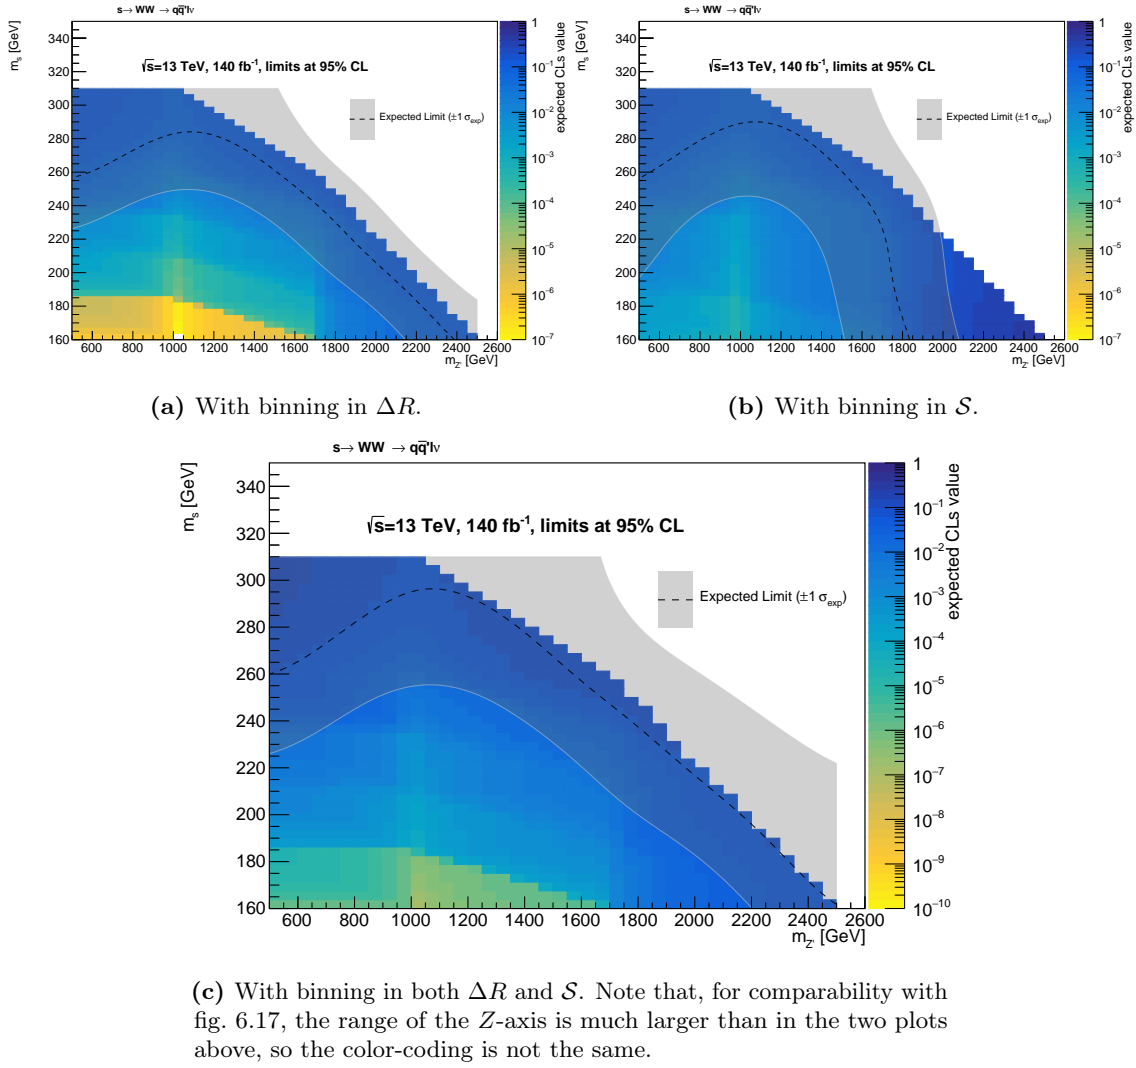 s→ WW → qq̅'lν
m_s [GeV]
√s=13 TeV, 140 fb⁻¹, limits at 95% CL
Expected Limit (±1 σ_exp)
340
320
300
280
260
240
220
200
180
160
600 800 1000 1200 1400 1600 1800 2000 2200 2400 2600
m_Z' [GeV]
1
10⁻¹
10⁻²
10⁻³
10⁻⁴
10⁻⁵
10⁻⁶
10⁻⁷
expected CLs value
(a) With binning in ΔR.
s→ WW → qq̅'lν
m_s [GeV]
√s=13 TeV, 140 fb⁻¹, limits at 95% CL
Expected Limit (±1 σ_exp)
340
320
300
280
260
240
220
200
180
160
600 800 1000 1200 1400 1600 1800 2000 2200 2400 2600
m_Z' [GeV]
1
10⁻¹
10⁻²
10⁻³
10⁻⁴
10⁻⁵
10⁻⁶
10⁻⁷
expected CLs value
(b) With binning in 𝒮.
s→ WW → qq̅'lν
m_s [GeV]
√s=13 TeV, 140 fb⁻¹, limits at 95% CL
Expected Limit (±1 σ_exp)
340
320
300
280
260
240
220
200
180
160
600 800 1000 1200 1400 1600 1800 2000 2200 2400 2600
m_Z' [GeV]
1
10⁻¹
10⁻²
10⁻³
10⁻⁴
10⁻⁵
10⁻⁶
10⁻⁷
10⁻⁸
10⁻⁹
10⁻¹⁰
expected CLs value
(c) With binning in both ΔR and 𝒮. Note that, for comparability with
fig. 6.17, the range of the Z-axis is much larger than in the two plots
above, so the color-coding is not the same.